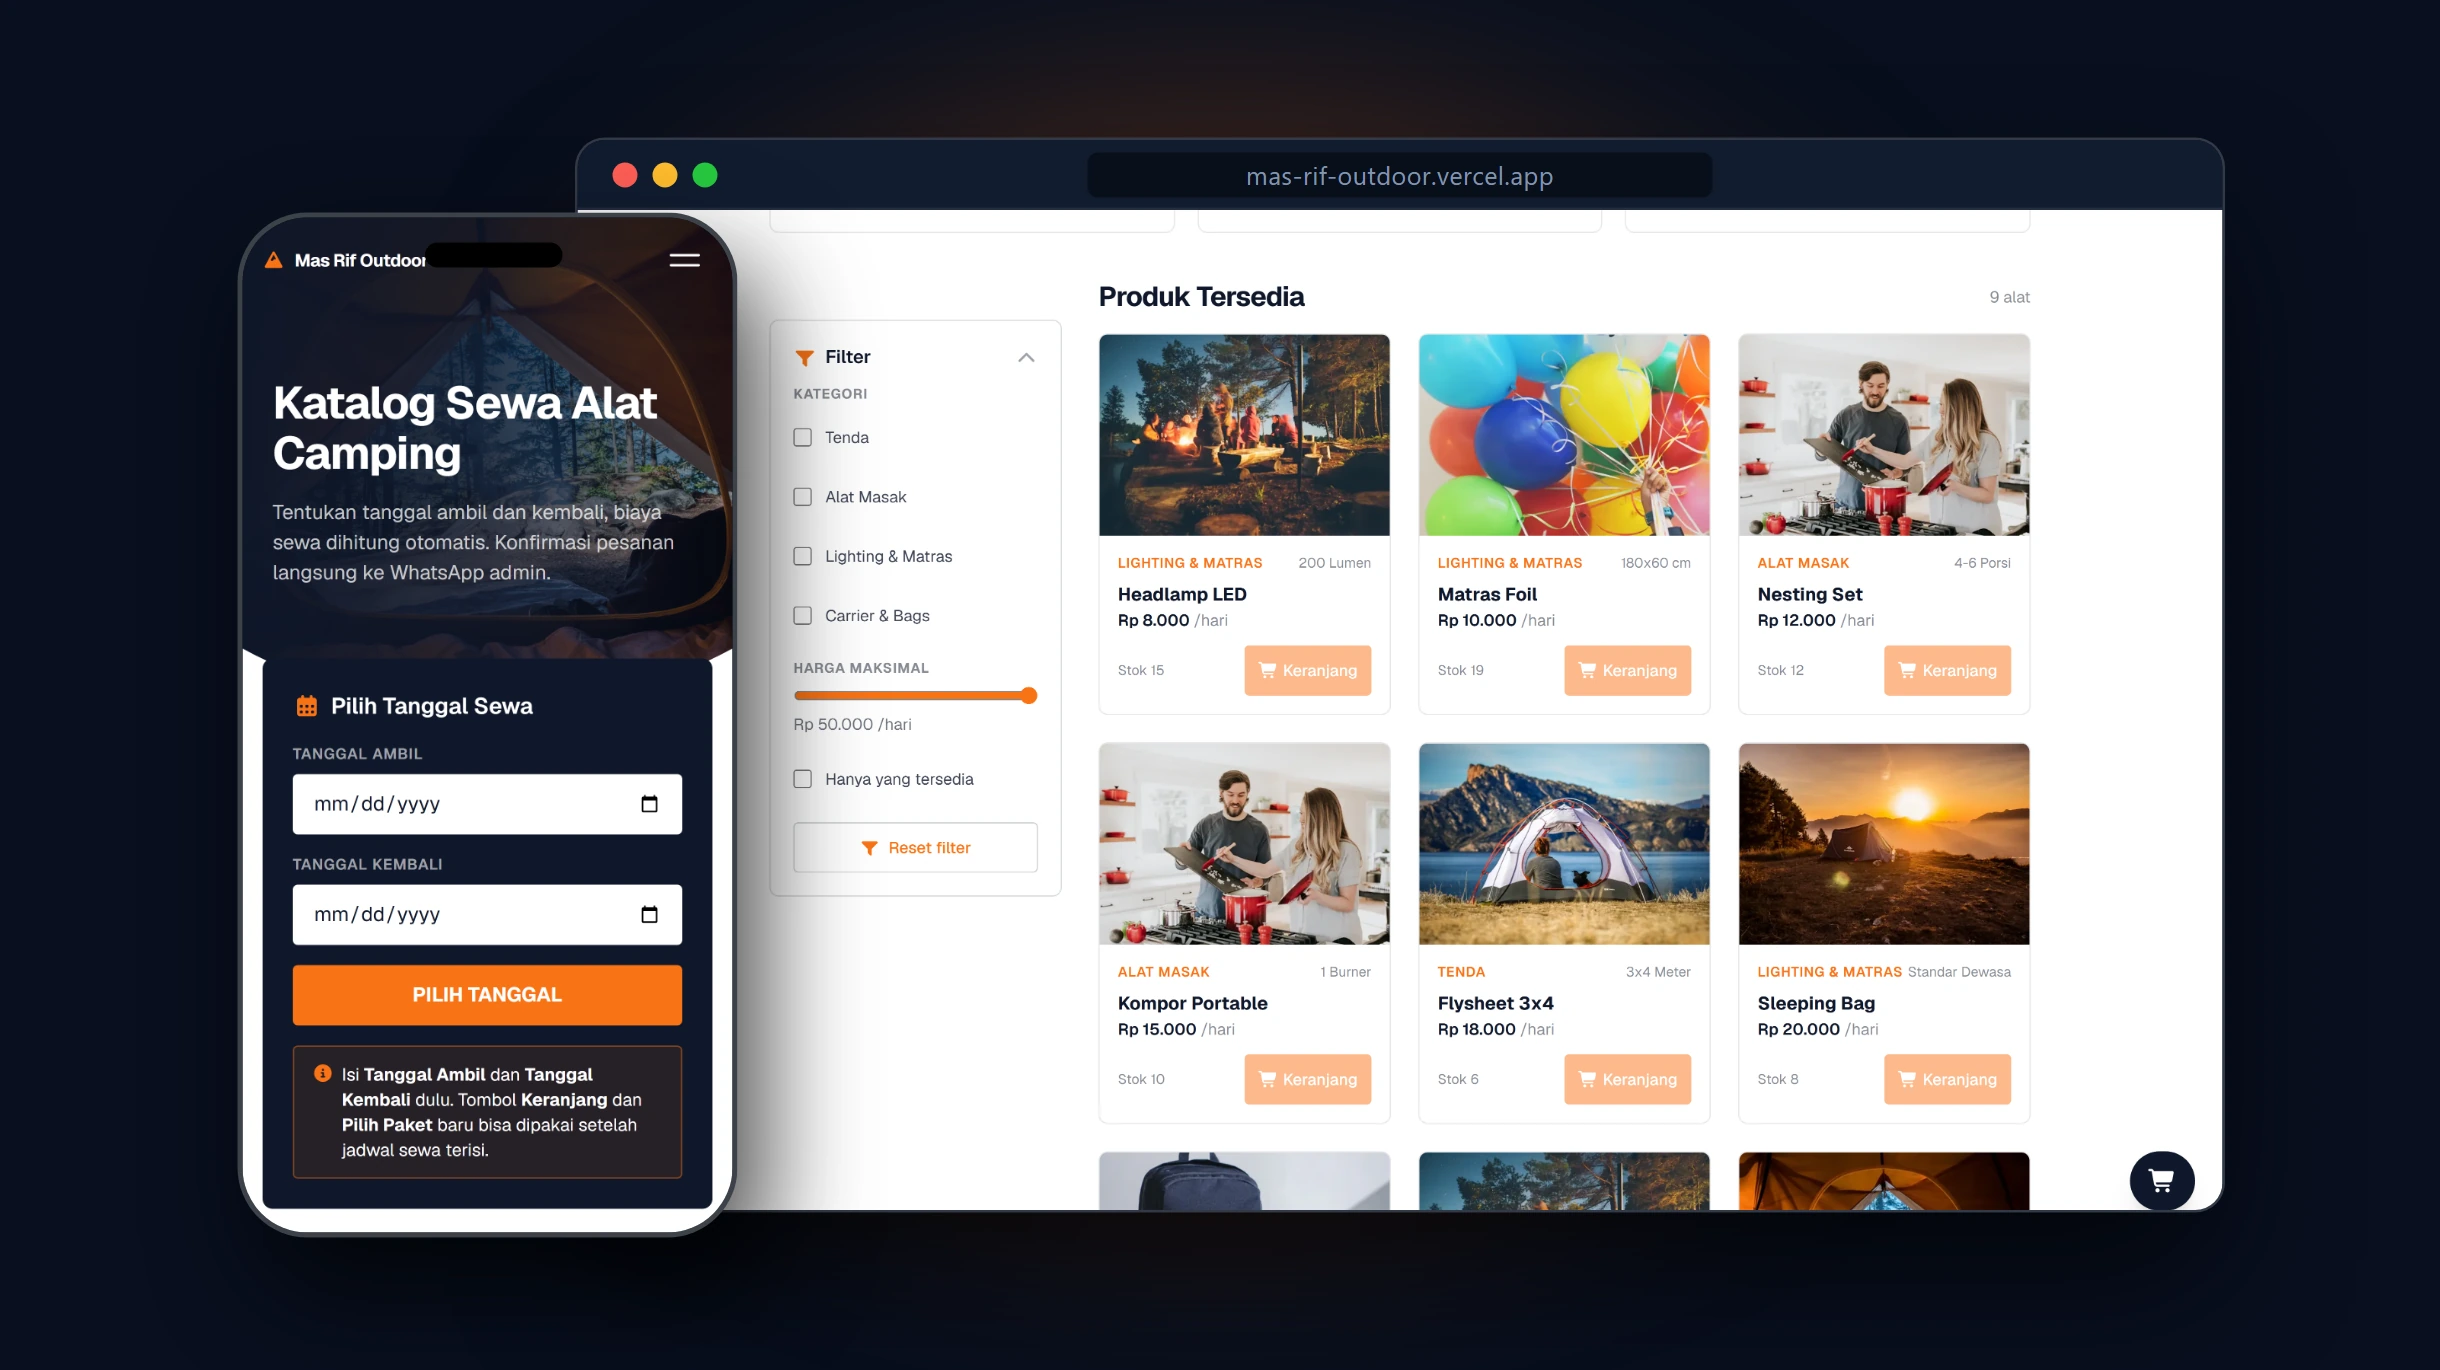 mas-rif-outdoor.vercel.app
Mas Rif Outdoor
Katalog Sewa Alat
Camping
Tentukan tanggal ambil dan kembali, biaya
sewa dihitung otomatis. Konfirmasi pesanan
langsung ke WhatsApp admin.
Pilih Tanggal Sewa
TANGGAL AMBIL
mm/dd/yyyy
TANGGAL KEMBALI
mm/dd/yyyy
PILIH TANGGAL
Isi Tanggal Ambil dan Tanggal
Kembali dulu. Tombol Keranjang dan
Pilih Paket baru bisa dipakai setelah
jadwal sewa terisi.
Filter
KATEGORI
Tenda
Alat Masak
Lighting & Matras
Carrier & Bags
HARGA MAKSIMAL
Rp 50.000 /hari
Hanya yang tersedia
Reset filter
Produk Tersedia
9 alat
LIGHTING & MATRAS 200 Lumen
Headlamp LED
Rp 8.000 /hari
Stok 15 Keranjang
LIGHTING & MATRAS 180x60 cm
Matras Foil
Rp 10.000 /hari
Stok 19 Keranjang
ALAT MASAK 4-6 Porsi
Nesting Set
Rp 12.000 /hari
Stok 12 Keranjang
ALAT MASAK 1 Burner
Kompor Portable
Rp 15.000 /hari
Stok 10 Keranjang
TENDA 3x4 Meter
Flysheet 3x4
Rp 18.000 /hari
Stok 6 Keranjang
LIGHTING & MATRAS Standar Dewasa
Sleeping Bag
Rp 20.000 /hari
Stok 8 Keranjang